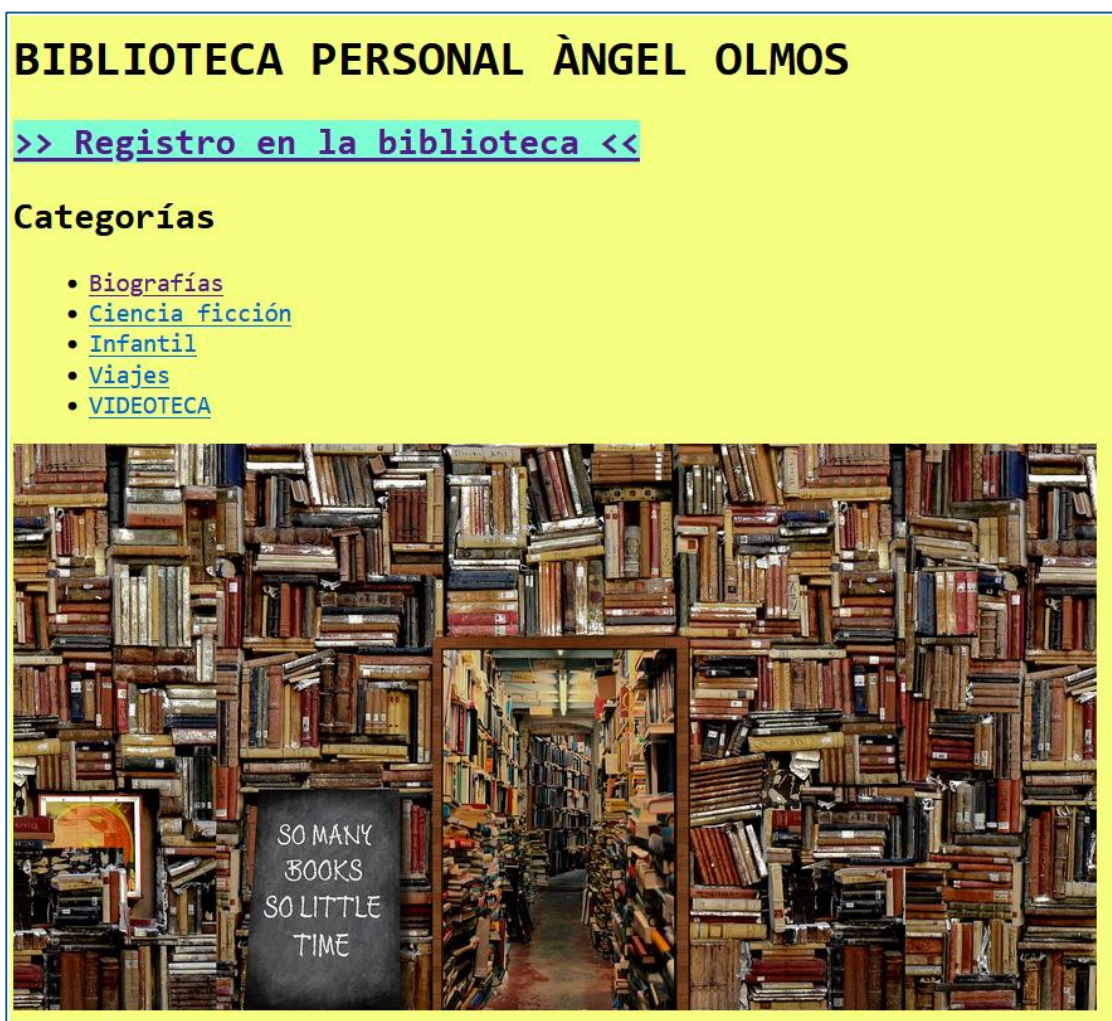 BIBLIOTECA PERSONAL ÀNGEL OLMOS
>> Registro en la biblioteca <<
Categorías
Biografías
Ciencia ficción
Infantil
Viajes
VIDEOTECA
SO MANY
BOOKS
SO LITTLE
TIME